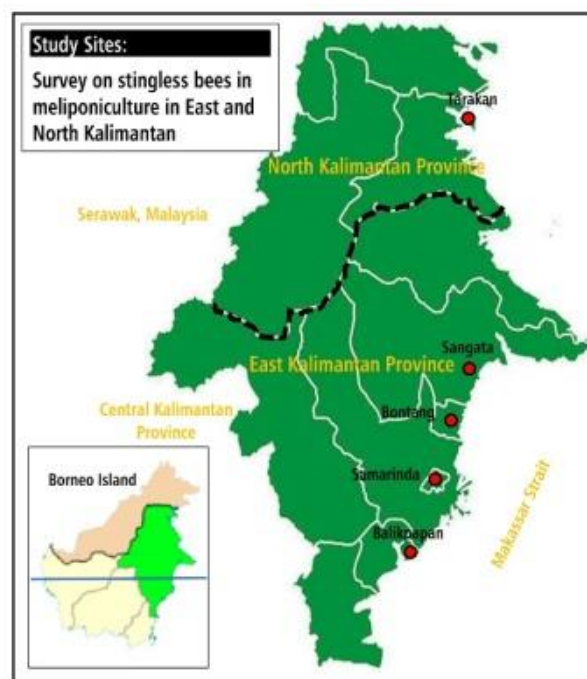 Study Sites:
Survey on stingless bees in
meliponiculture in East and
North Kalimantan
Tarakan
North Kalimantan Province
Serawak, Malaysia
Sangata
East Kalimantan Province
Central Kalimantan
Province
Bontang
Borneo Island
Samarinda
Makassar Strait
Balikpapan